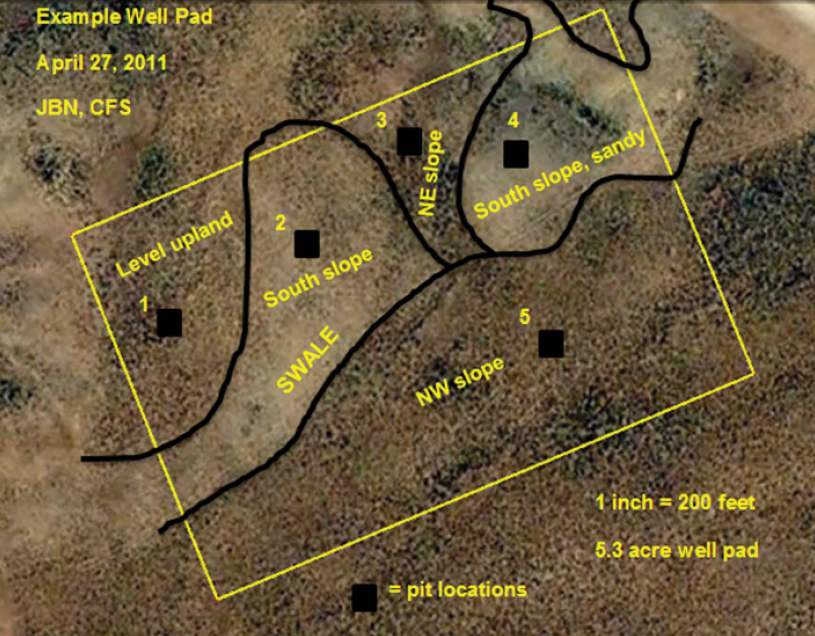 Example Well Pad
April 27, 2011
JBN, CFS
3
4
NE slope
South slope, sandy
Level upland
2
South slope
1
SWALE
5
NW slope
1 inch = 200 feet
5.3 acre well pad
= pit locations